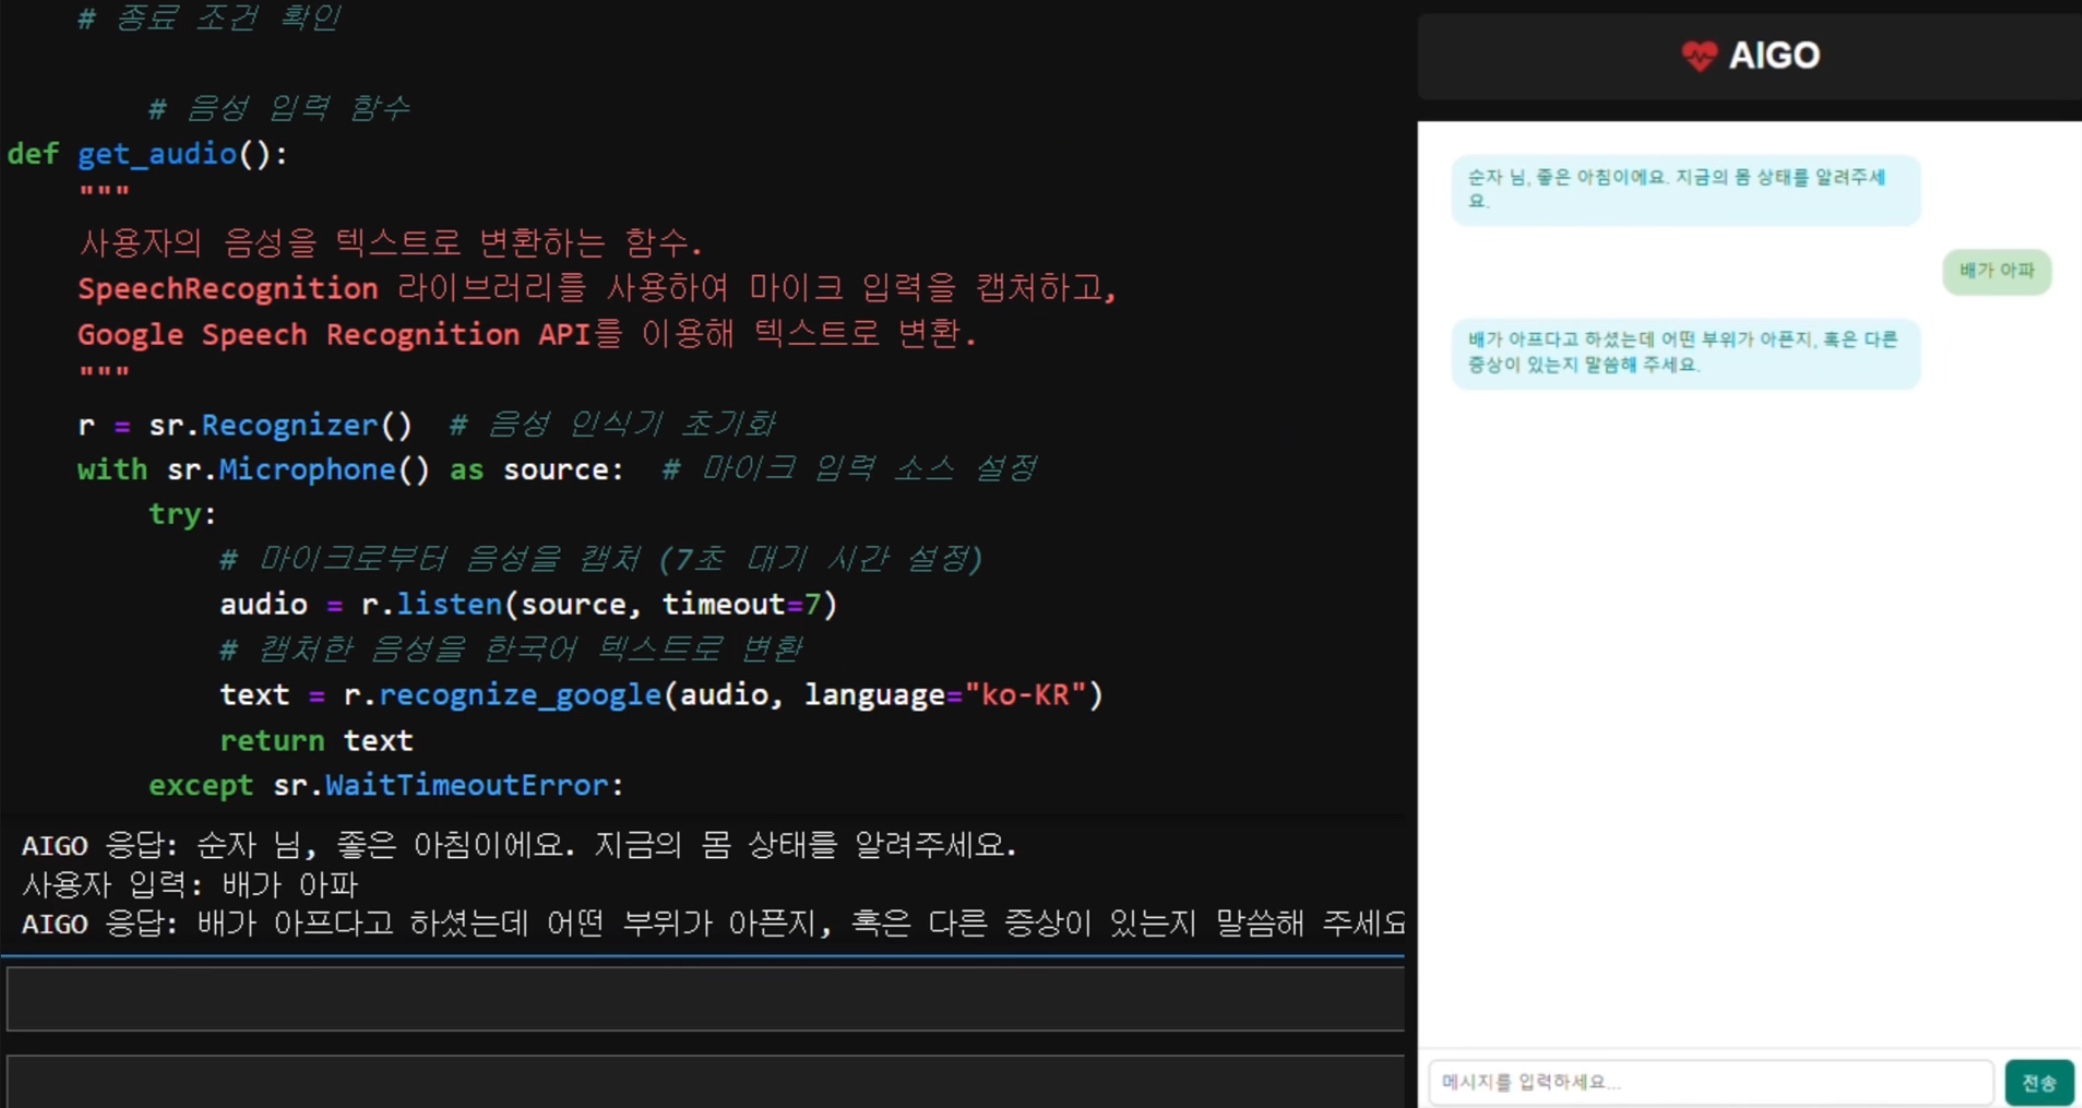 # 종료 조건 확인
# 음성 입력 함수
def get_audio():
"""
사용자의 음성을 텍스트로 변환하는 함수.
SpeechRecognition 라이브러리를 사용하여 마이크 입력을 캡처하고,
Google Speech Recognition API를 이용해 텍스트로 변환.
"""
r = sr.Recognizer()  # 음성 인식기 초기화
with sr.Microphone() as source:  # 마이크 입력 소스 설정
try:
# 마이크로부터 음성을 캡처 (7초 대기 시간 설정)
audio = r.listen(source, timeout=7)
# 캡처한 음성을 한국어 텍스트로 변환
text = r.recognize_google(audio, language="ko-KR")
return text
except sr.WaitTimeoutError:
AIGO 응답: 순자 님, 좋은 아침이에요. 지금의 몸 상태를 알려주세요.
사용자 입력: 배가 아파
AIGO 응답: 배가 아프다고 하셨는데 어떤 부위가 아픈지, 혹은 다른 증상이 있는지 말씀해 주세요
AIGO
순자 님, 좋은 아침이에요. 지금의 몸 상태를 알려주세
요.
배가 아파
배가 아프다고 하셨는데 어떤 부위가 아픈지, 혹은 다른
증상이 있는지 말씀해 주세요.
메시지를 입력하세요...
전송